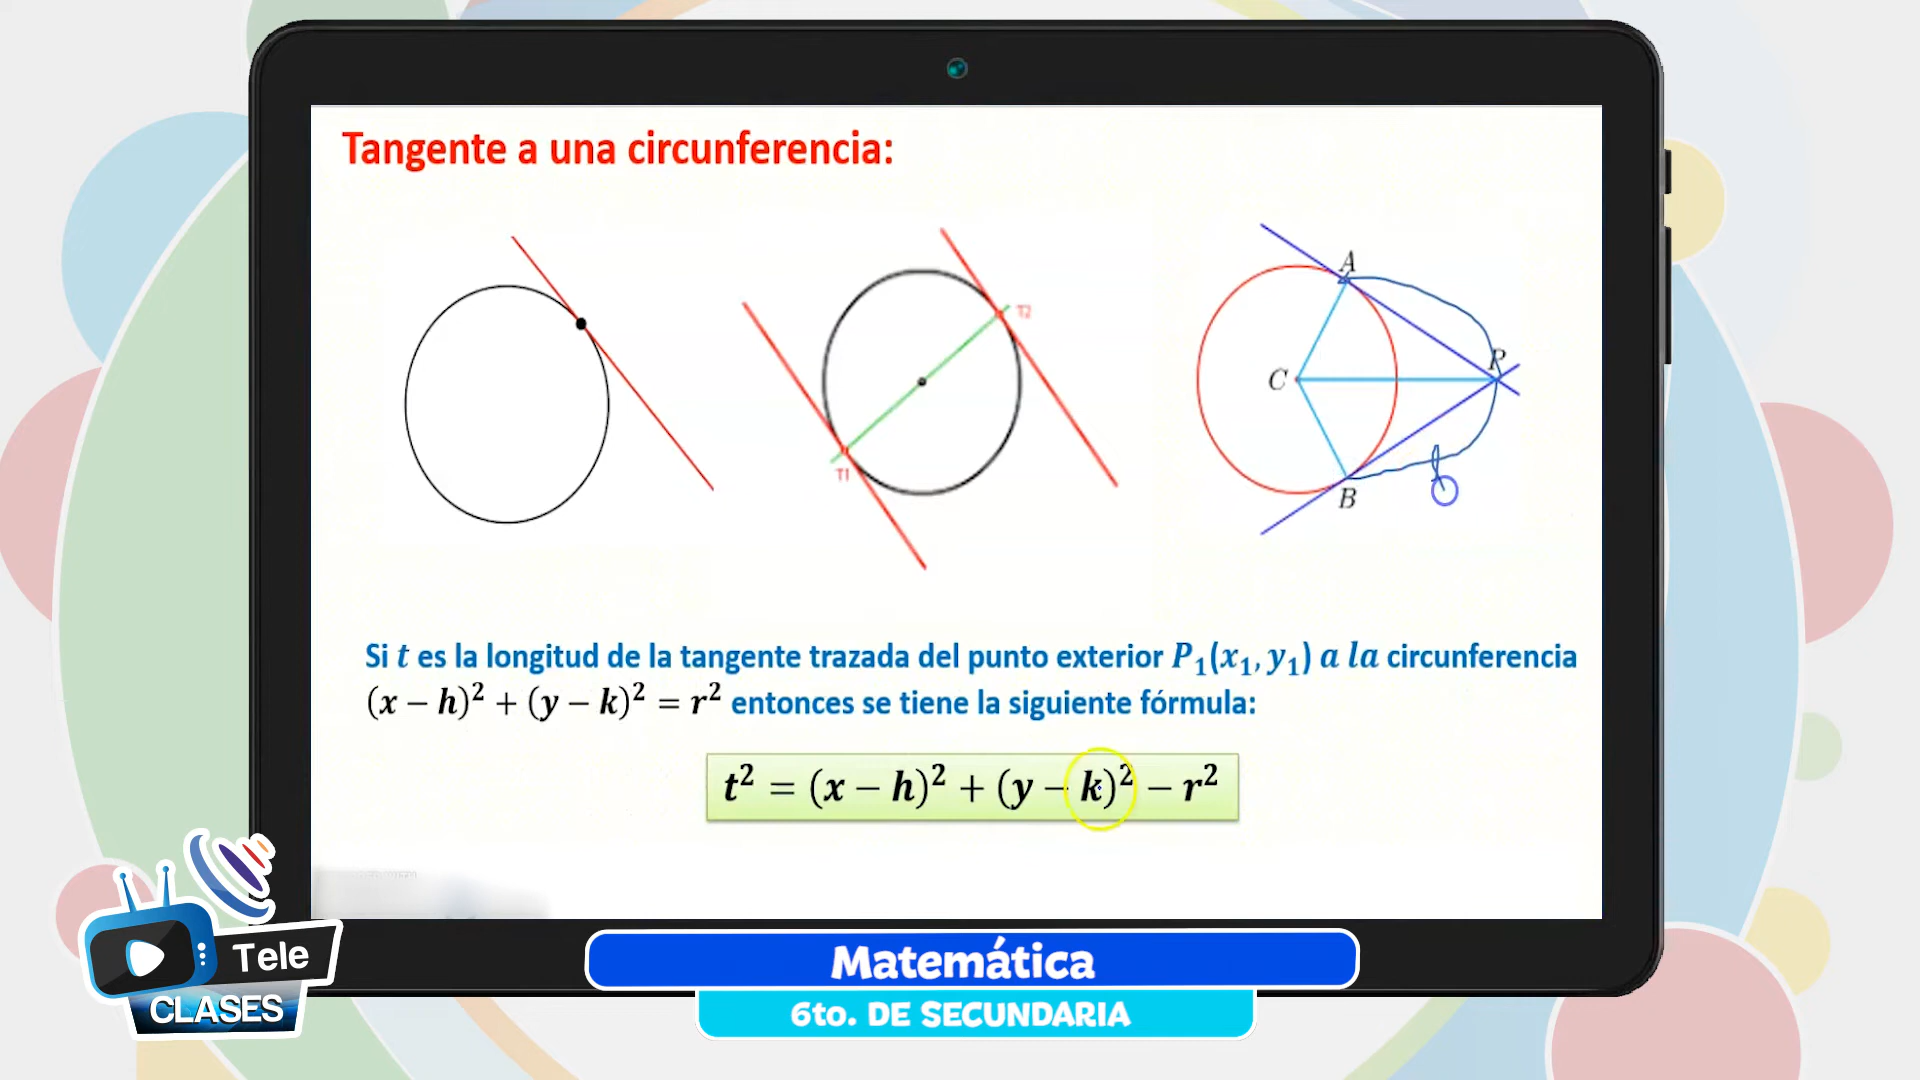 Tangente a una circunferencia:
T2
T1
A
P
C
B
Si t es la longitud de la tangente trazada del punto exterior P₁(x₁, y₁) a la circunferencia
(x − h)² + (y − k)² = r² entonces se tiene la siguiente fórmula:
t² = (x − h)² + (y − k)² − r²
Tele
CLASES
Matemática
6to. DE SECUNDARIA